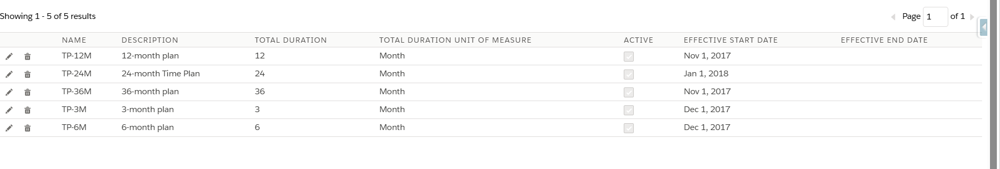 Showing 1 - 5 of 5 results Page 1 of 1
NAME DESCRIPTION TOTAL DURATION TOTAL DURATION UNIT OF MEASURE ACTIVE EFFECTIVE START DATE EFFECTIVE END DATE
TP-12M 12-month plan 12 Month Nov 1, 2017
TP-24M 24-month Time Plan 24 Month Jan 1, 2018
TP-36M 36-month plan 36 Month Nov 1, 2017
TP-3M 3-month plan 3 Month Dec 1, 2017
TP-6M 6-month plan 6 Month Dec 1, 2017